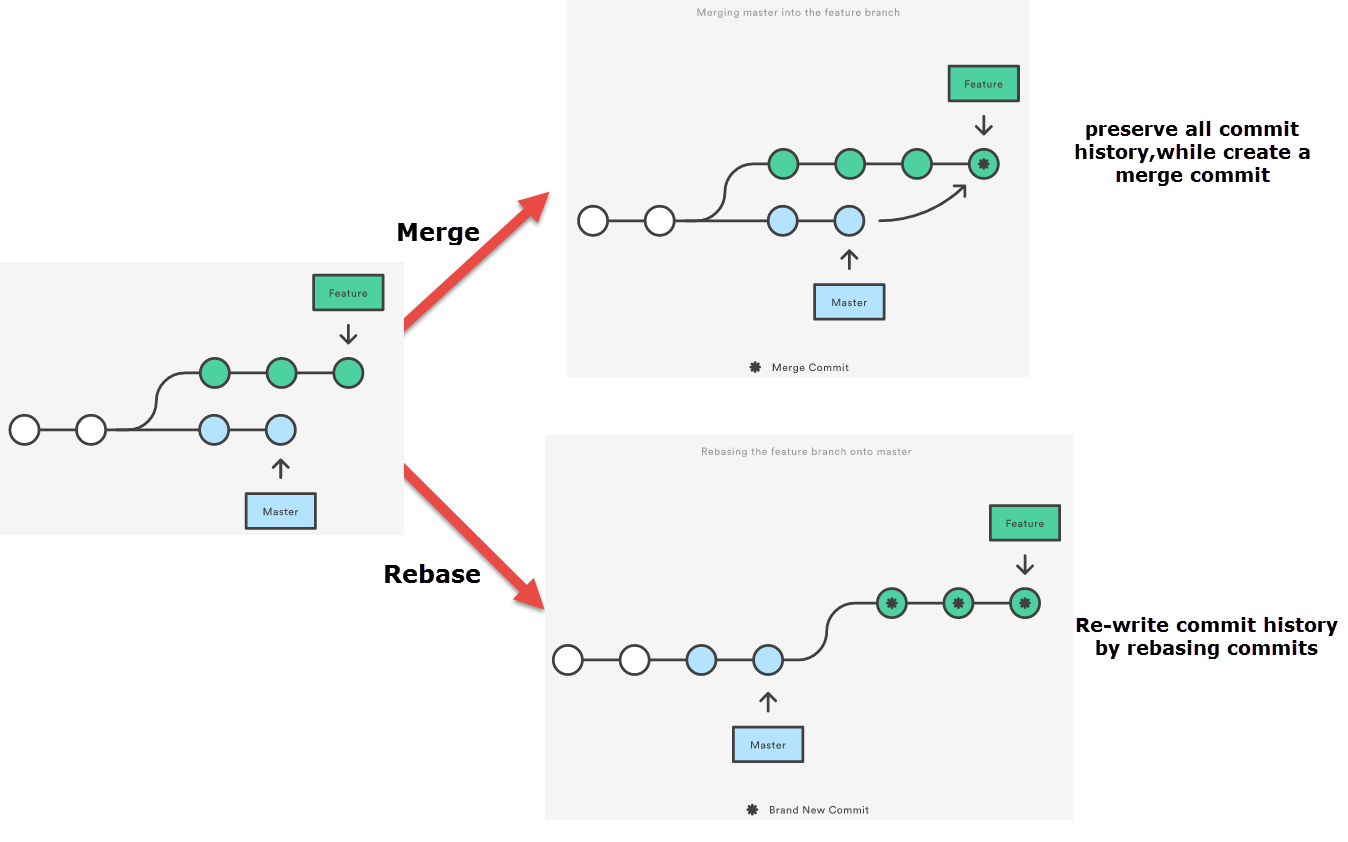 Merging master into the feature branch
Feature
preserve all commit
history,while create a
merge commit
Merge
Master
Feature
Merge Commit
Master
Rebasing the feature branch onto master
Feature
Rebase
Re-write commit history
by rebasing commits
Master
Brand New Commit